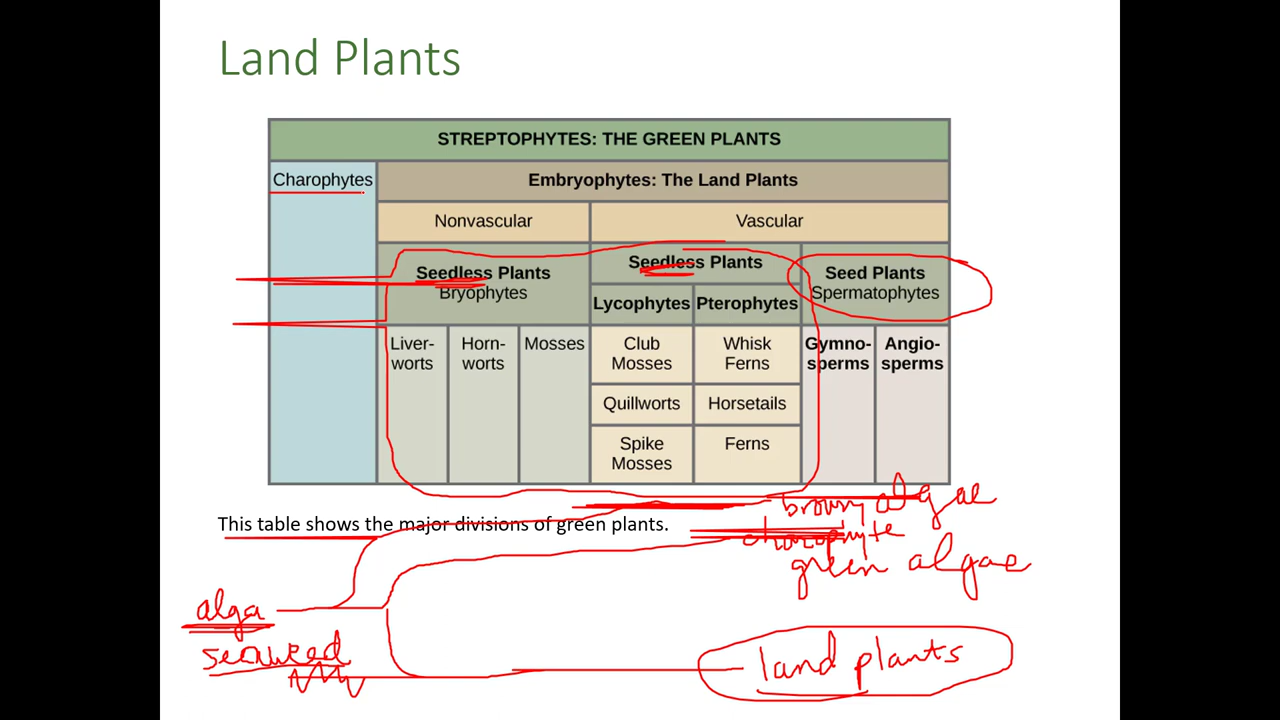 Land Plants
STREPTOPHYTES: THE GREEN PLANTS
Charophytes
Embryophytes: The Land Plants
Nonvascular
Vascular
Seedless Plants
Bryophytes
Seedless Plants
Seed Plants
Spermatophytes
Lycophytes
Pterophytes
Liver-
worts
Horn-
worts
Mosses
Club
Mosses
Whisk
Ferns
Gymno-
sperms
Angio-
sperms
Quillworts
Horsetails
Spike
Mosses
Ferns
This table shows the major divisions of green plants.
brown algae
charophyte
green algae
alga
seaweed
land plants